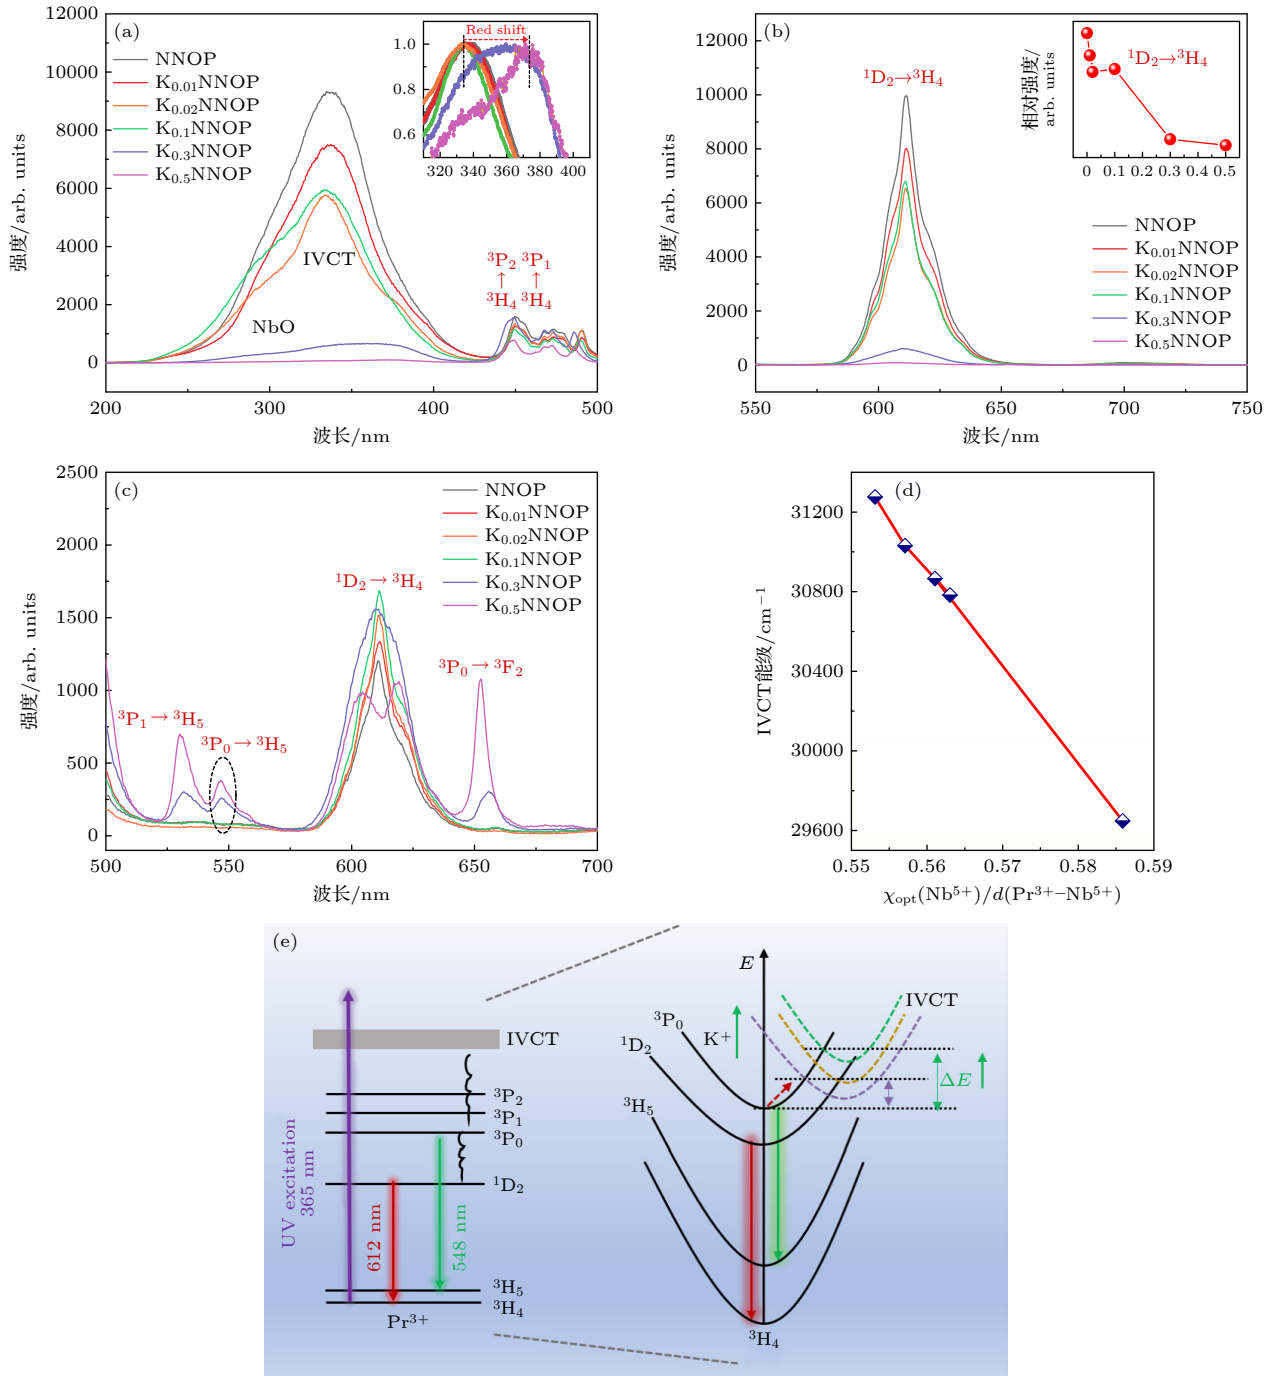 (a)
12000
10000
8000
6000
4000
2000
0
200
300
400
500
强度/arb. units
波长/nm
NNOP
K0.01NNOP
K0.02NNOP
K0.1NNOP
K0.3NNOP
K0.5NNOP
IVCT
NbO
³P₂ ³P₁
↑ ↑
³H₄ ³H₄
Red shift
1.0
0.8
0.6
320 340 360 380 400
(b)
12000
10000
8000
6000
4000
2000
0
550
600
650
700
750
强度/arb. units
波长/nm
¹D₂→³H₄
相对强度/
arb. units
¹D₂→³H₄
0 0.1 0.2 0.3 0.4 0.5
NNOP
K0.01NNOP
K0.02NNOP
K0.1NNOP
K0.3NNOP
K0.5NNOP
(c)
2500
2000
1500
1000
500
0
500
550
600
650
700
强度/arb. units
波长/nm
NNOP
K0.01NNOP
K0.02NNOP
K0.1NNOP
K0.3NNOP
K0.5NNOP
¹D₂→³H₄
³P₀→³F₂
³P₁→³H₅
³P₀→³H₅
(d)
31200
30800
30400
30000
29600
0.55 0.56 0.57 0.58 0.59
IVCT能级/cm⁻¹
χopt(Nb⁵⁺)/d(Pr³⁺–Nb⁵⁺)
(e)
IVCT
³P₂
³P₁
³P₀
¹D₂
³H₅
³H₄
Pr³⁺
UV excitation
365 nm
612 nm
548 nm
E
IVCT
K⁺
³P₀
¹D₂
³H₅
³H₄
ΔE